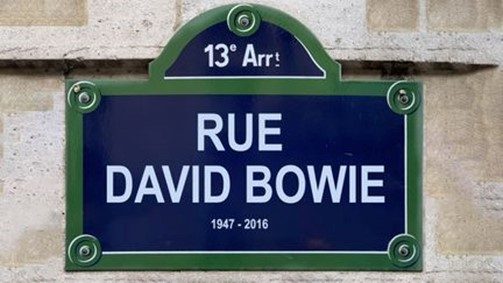 13e Arrt
RUE
DAVID BOWIE
1947 - 2016